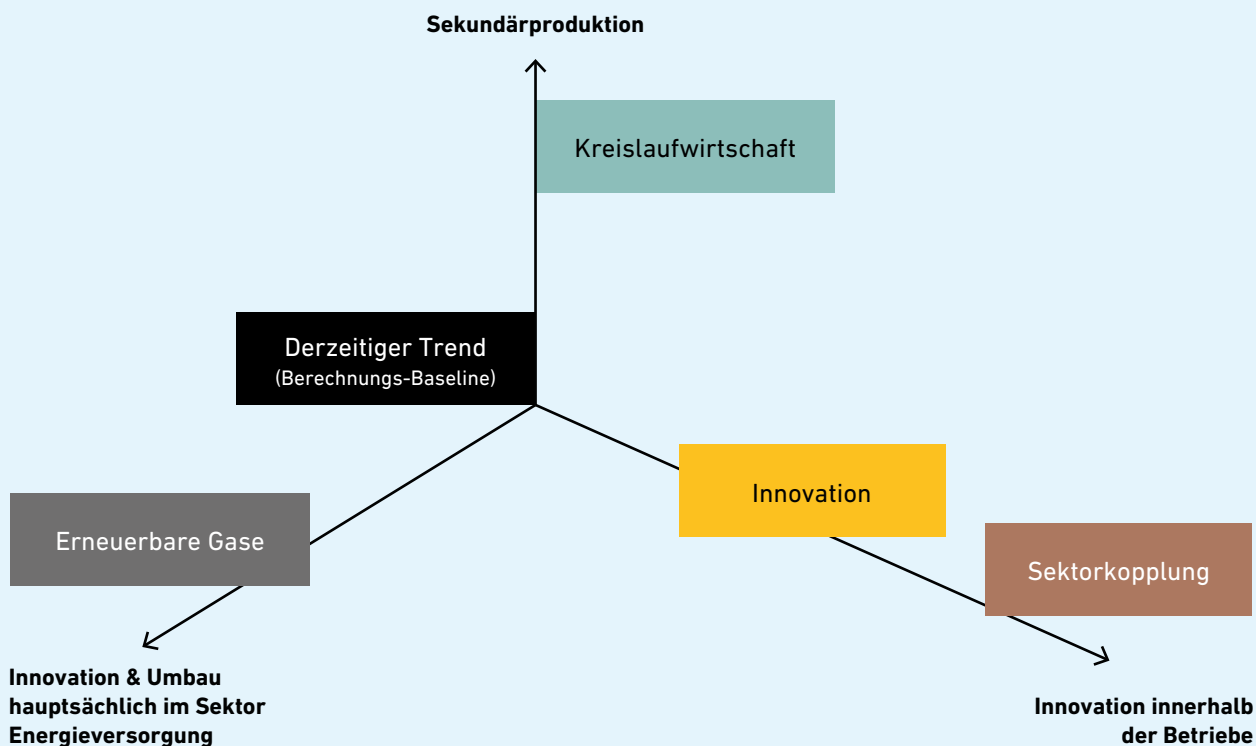 Sekundärproduktion
Kreislaufwirtschaft
Derzeitiger Trend
(Berechnungs-Baseline)
Innovation
Erneuerbare Gase
Sektorkopplung
Innovation & Umbau
hauptsächlich im Sektor
Energieversorgung
Innovation innerhalb
der Betriebe